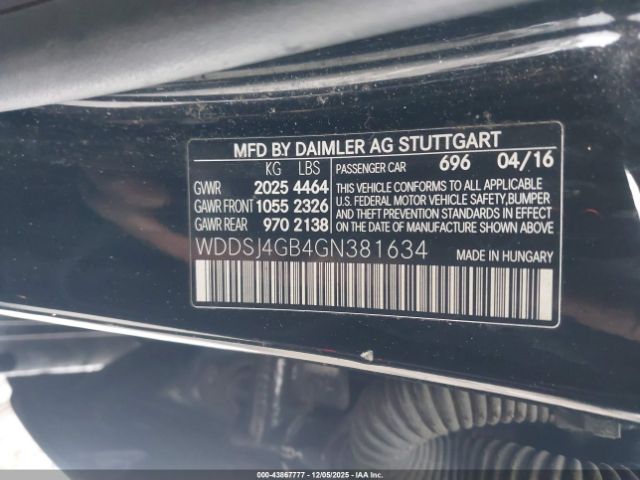 MFD BY DAIMLER AG STUTTGART
KG LBS
GVWR 2025 4464
GAWR FRONT 1055 2326
GAWR REAR 970 2138
PASSENGER CAR 696 04/16
THIS VEHICLE CONFORMS TO ALL APPLICABLE
U.S. FEDERAL MOTOR VEHICLE SAFETY,BUMPER
AND THEFT PREVENTION STANDARDS IN EFFECT
ON THE DATE OF MANUFACTURE SHOWN ABOVE.
WDDSJ4GB4GN381634 MADE IN HUNGARY
000-43867777 - 12/05/2025 - IAA Inc.